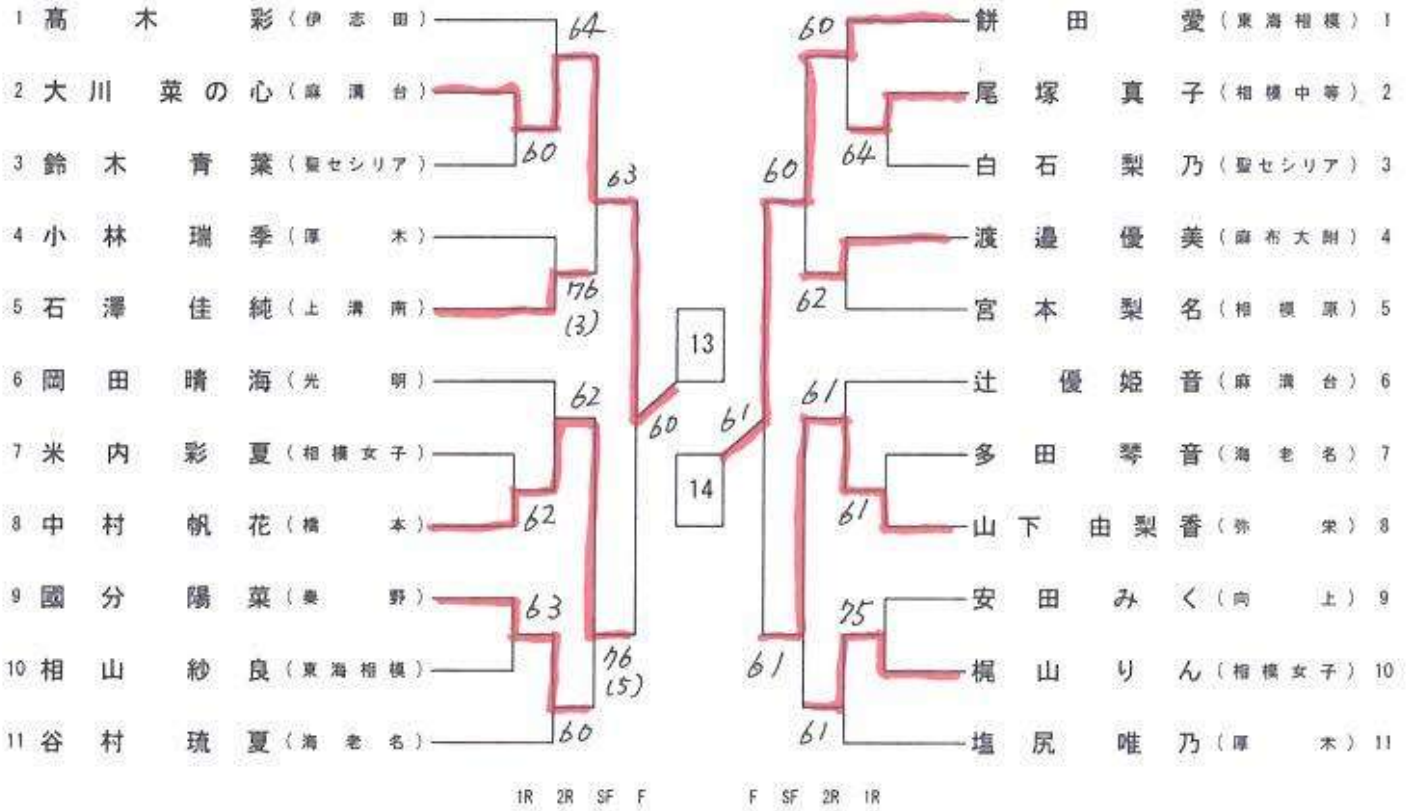 1 髙木 彩 (伊志田) 64 60 餅田 愛 (東海相模) 1
2 大川 菜の心 (麻溝台) 尾塚 真子 (相模中等) 2
60 64
3 鈴木 青葉 (聖セシリア) 63 60 白石 梨乃 (聖セシリア) 3
4 小林 瑞季 (厚木) 渡邉 優美 (麻布大附) 4
76 62
5 石澤 佳純 (上溝南) (3) 宮本 梨名 (相模原) 5
13
6 岡田 晴海 (光明) 62 61 辻 優姫音 (麻溝台) 6
60 61
7 米内 彩夏 (相模女子) 多田 琴音 (海老名) 7
14
8 中村 帆花 (橋本) 62 61 山下 由梨香 (弥栄) 8
9 國分 陽菜 (秦野) 63 75 安田 みく (向上) 9
10 相山 紗良 (東海相模) 76 (5) 61 梶山 りん (相模女子) 10
60 61
11 谷村 琉夏 (海老名) 塩尻 唯乃 (厚木) 11
1R 2R SF F F SF 2R 1R